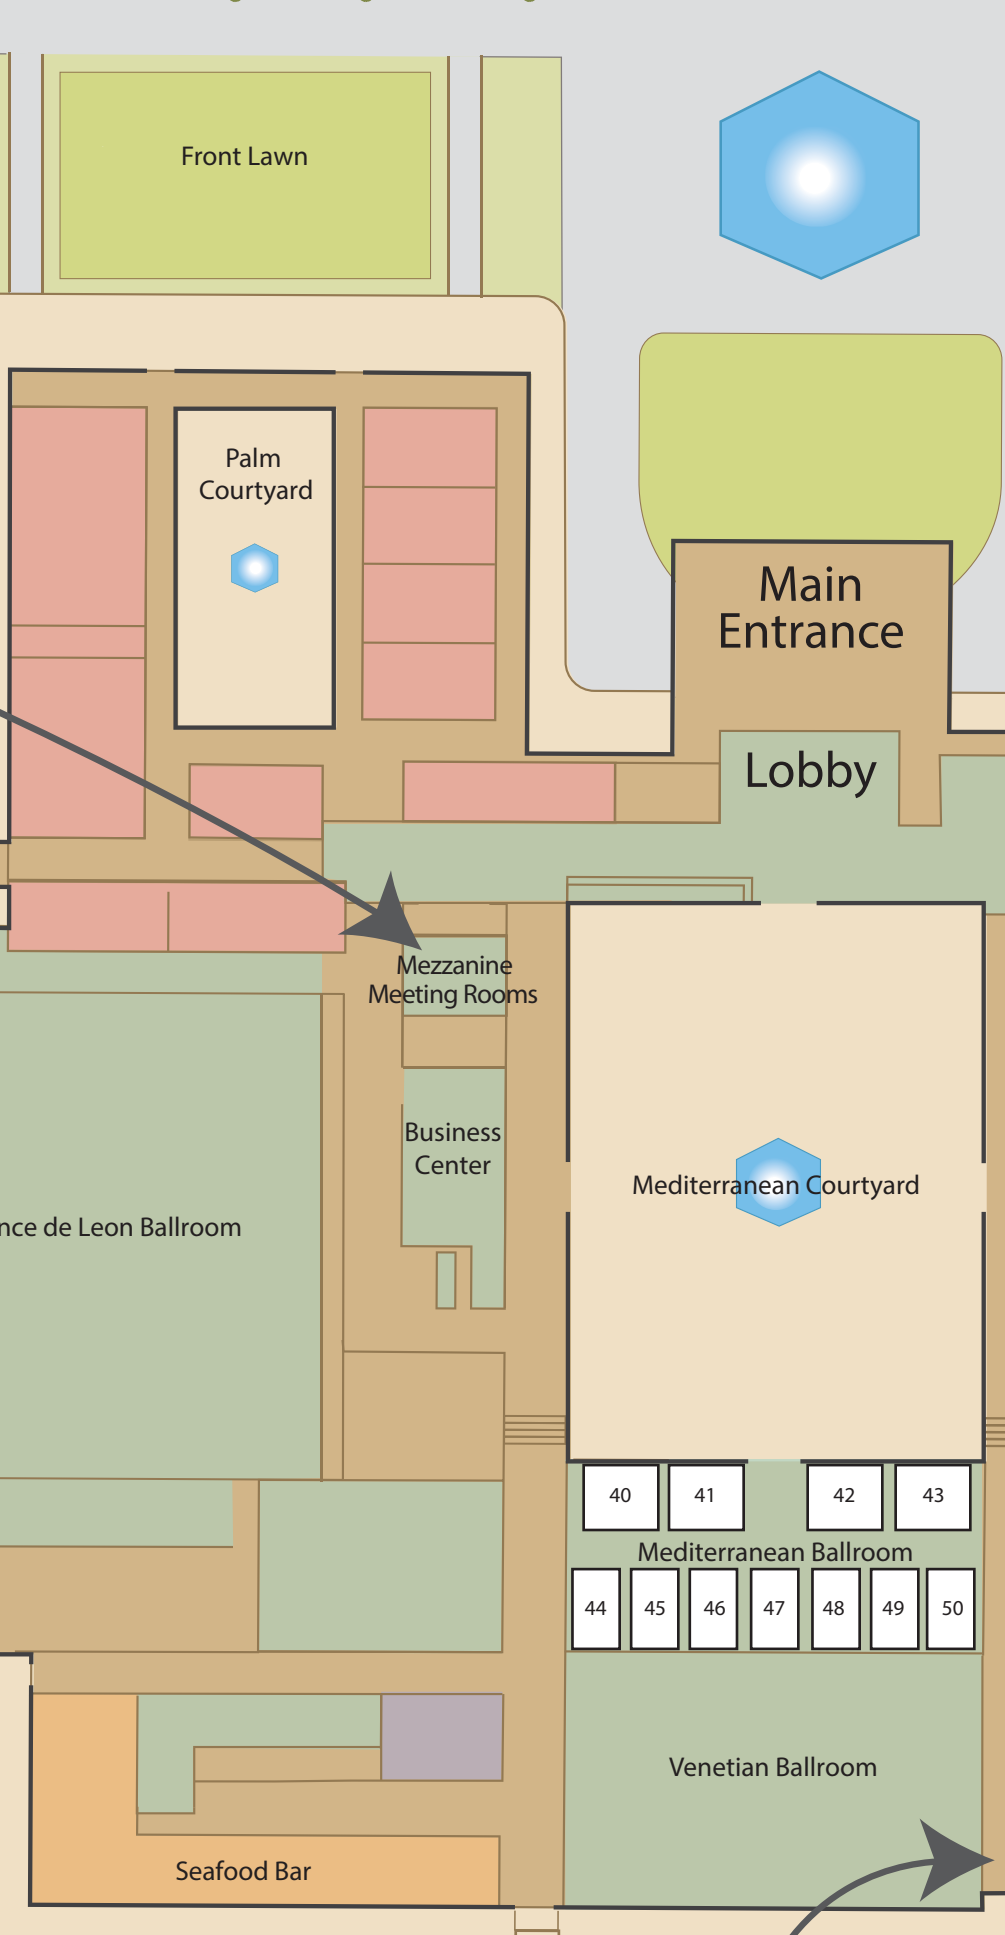 Front Lawn
Palm
Courtyard
Main
Entrance
Lobby
Mezzanine
Meeting Rooms
Business
Center
Mediterranean Courtyard
nce de Leon Ballroom
40 41 42 43
Mediterranean Ballroom
44 45 46 47 48 49 50
Venetian Ballroom
Seafood Bar